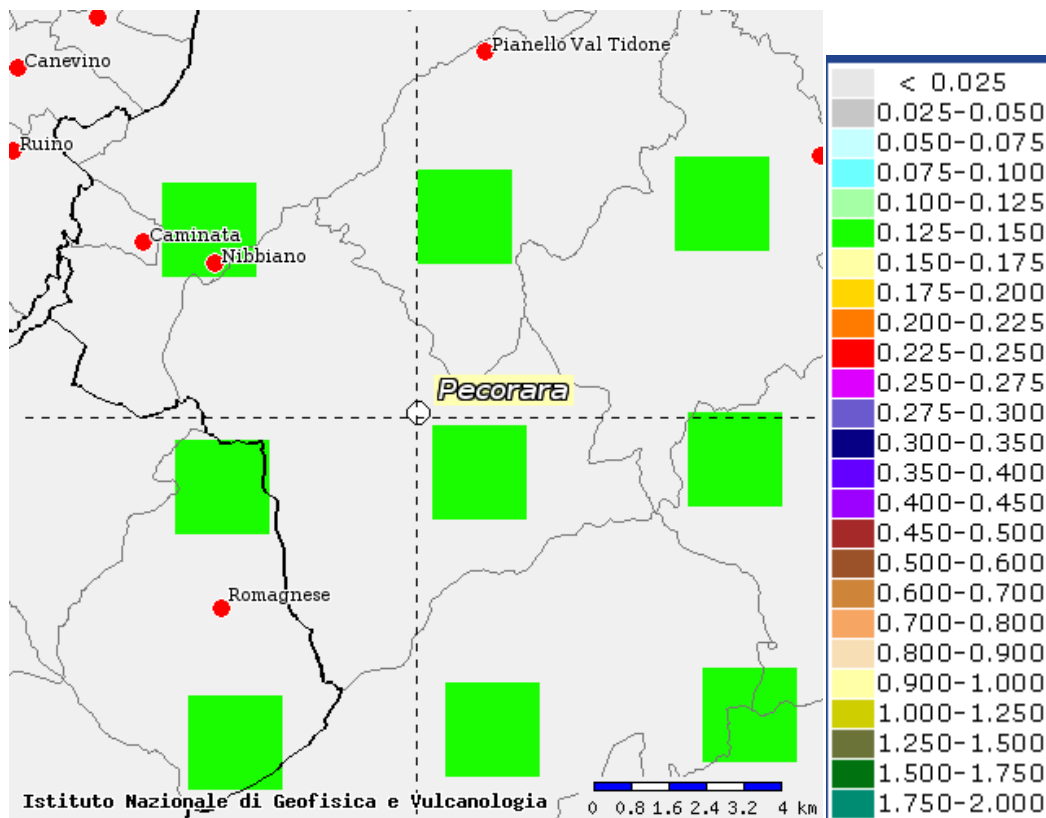 Pianello Val Tidone
Canevino
Ruino
Caminata
Nibbiano
Pecorara
Romagnese
Istituto Nazionale di Geofisica e Vulcanologia
0 0.8 1.6 2.4 3.2 4 km
< 0.025
0.025-0.050
0.050-0.075
0.075-0.100
0.100-0.125
0.125-0.150
0.150-0.175
0.175-0.200
0.200-0.225
0.225-0.250
0.250-0.275
0.275-0.300
0.300-0.350
0.350-0.400
0.400-0.450
0.450-0.500
0.500-0.600
0.600-0.700
0.700-0.800
0.800-0.900
0.900-1.000
1.000-1.250
1.250-1.500
1.500-1.750
1.750-2.000